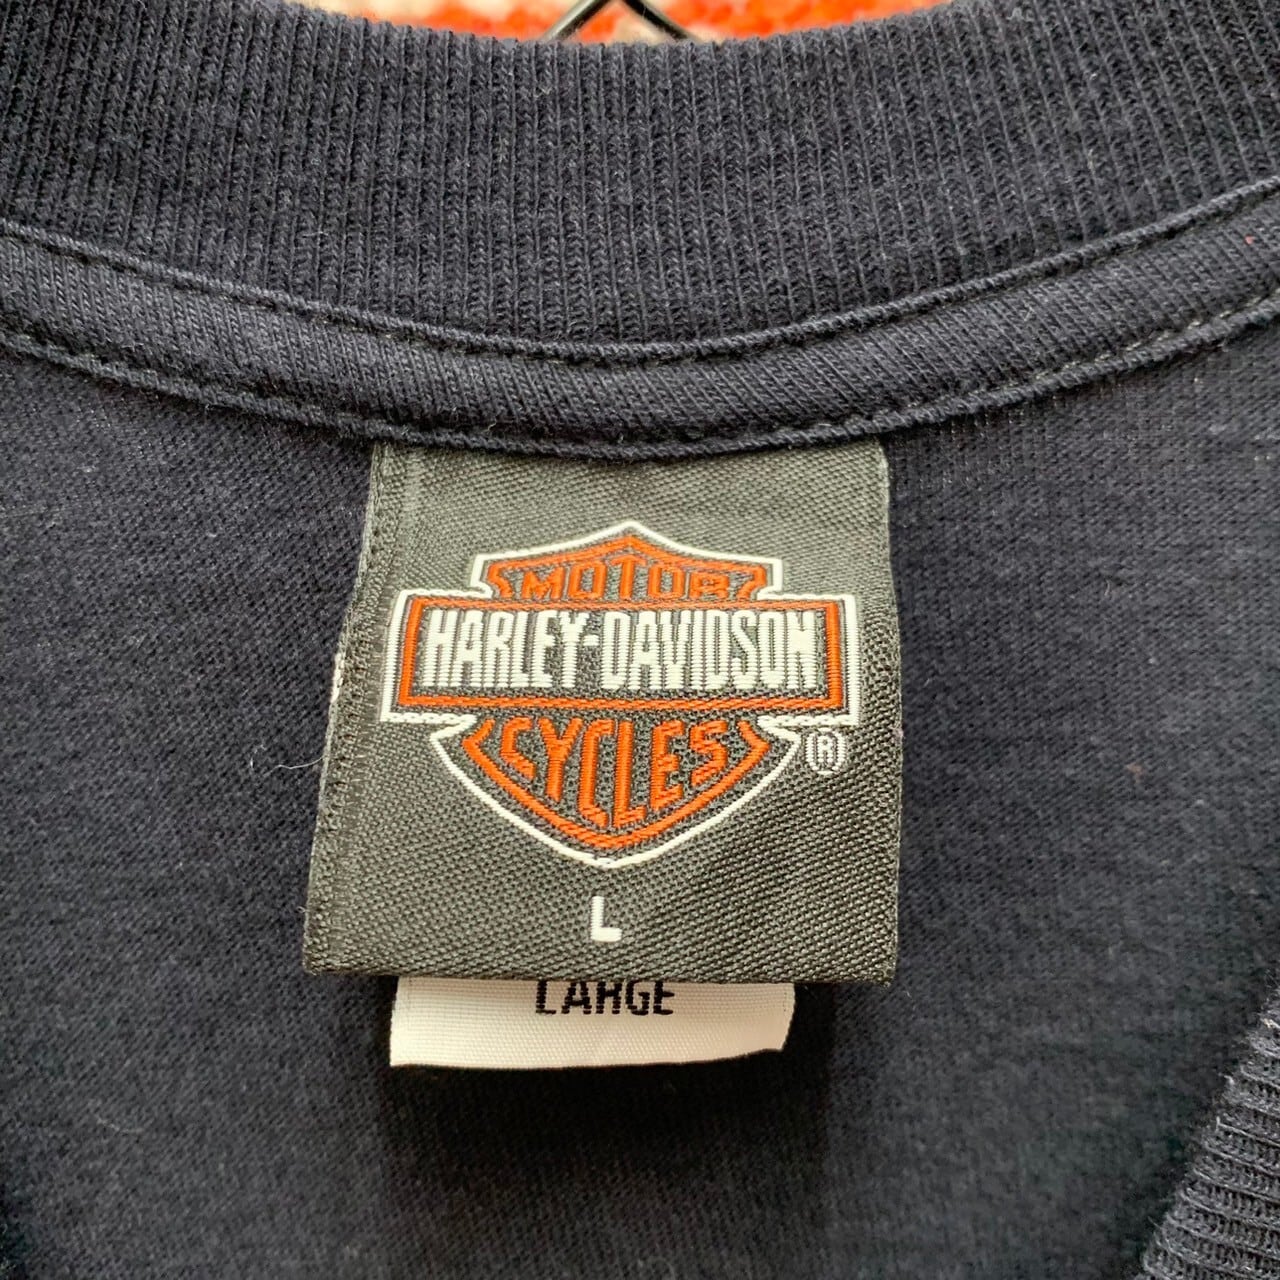 MOTOR
HARLEY-DAVIDSON
CYCLES
®
L
LARGE